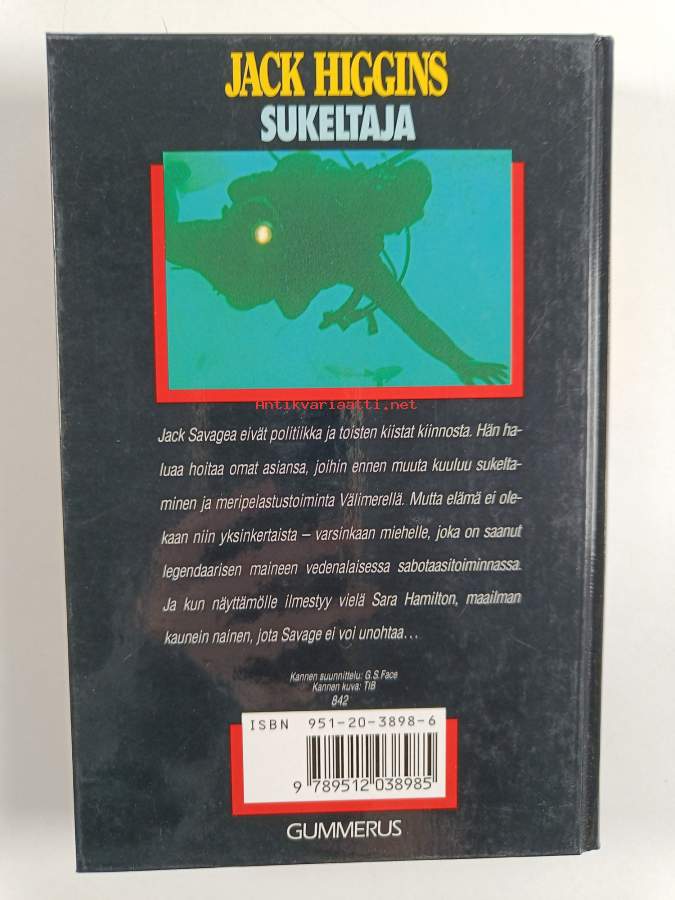 JACK HIGGINS
SUKELTAJA
Antikvariaatti.net
Jack Savagea eivät politiikka ja toisten kiistat kiinnosta. Hän ha-
luaa hoitaa omat asiansa, joihin ennen muuta kuuluu sukelta-
minen ja meripelastustoiminta Välimerellä. Mutta elämä ei ole-
kaan niin yksinkertaista – varsinkaan miehelle, joka on saanut
legendaarisen maineen vedenalaisessa sabotaasitoiminnassa.
Ja kun näyttämölle ilmestyy vielä Sara Hamilton, maailman
kaunein nainen, jota Savage ei voi unohtaa...
Kannen suunnittelu: G.S.Face
Kannen kuva: TIB
842
ISBN 951-20-3898-6
9 789512 038985
GUMMERUS